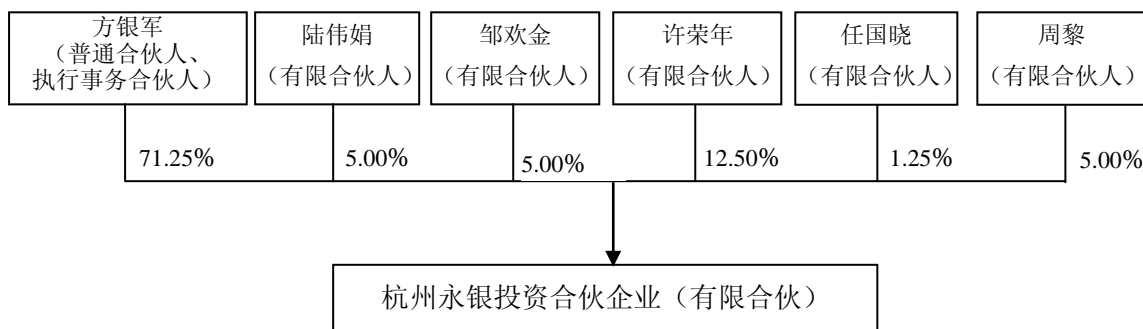 方银军
（普通合伙人、
执行事务合伙人）
陆伟娟
（有限合伙人）
邹欢金
（有限合伙人）
许荣年
（有限合伙人）
任国晓
（有限合伙人）
周黎
（有限合伙人）
71.25%
5.00%
5.00%
12.50%
1.25%
5.00%
杭州永银投资合伙企业（有限合伙）